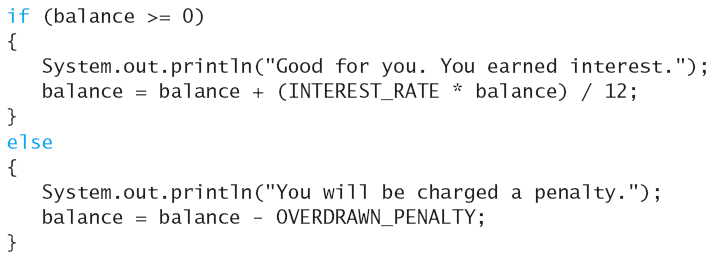 if (balance >= 0)
{
System.out.println("Good for you. You earned interest.");
balance = balance + (INTEREST_RATE * balance) / 12;
}
else
{
System.out.println("You will be charged a penalty.");
balance = balance – OVERDRAWN_PENALTY;
}